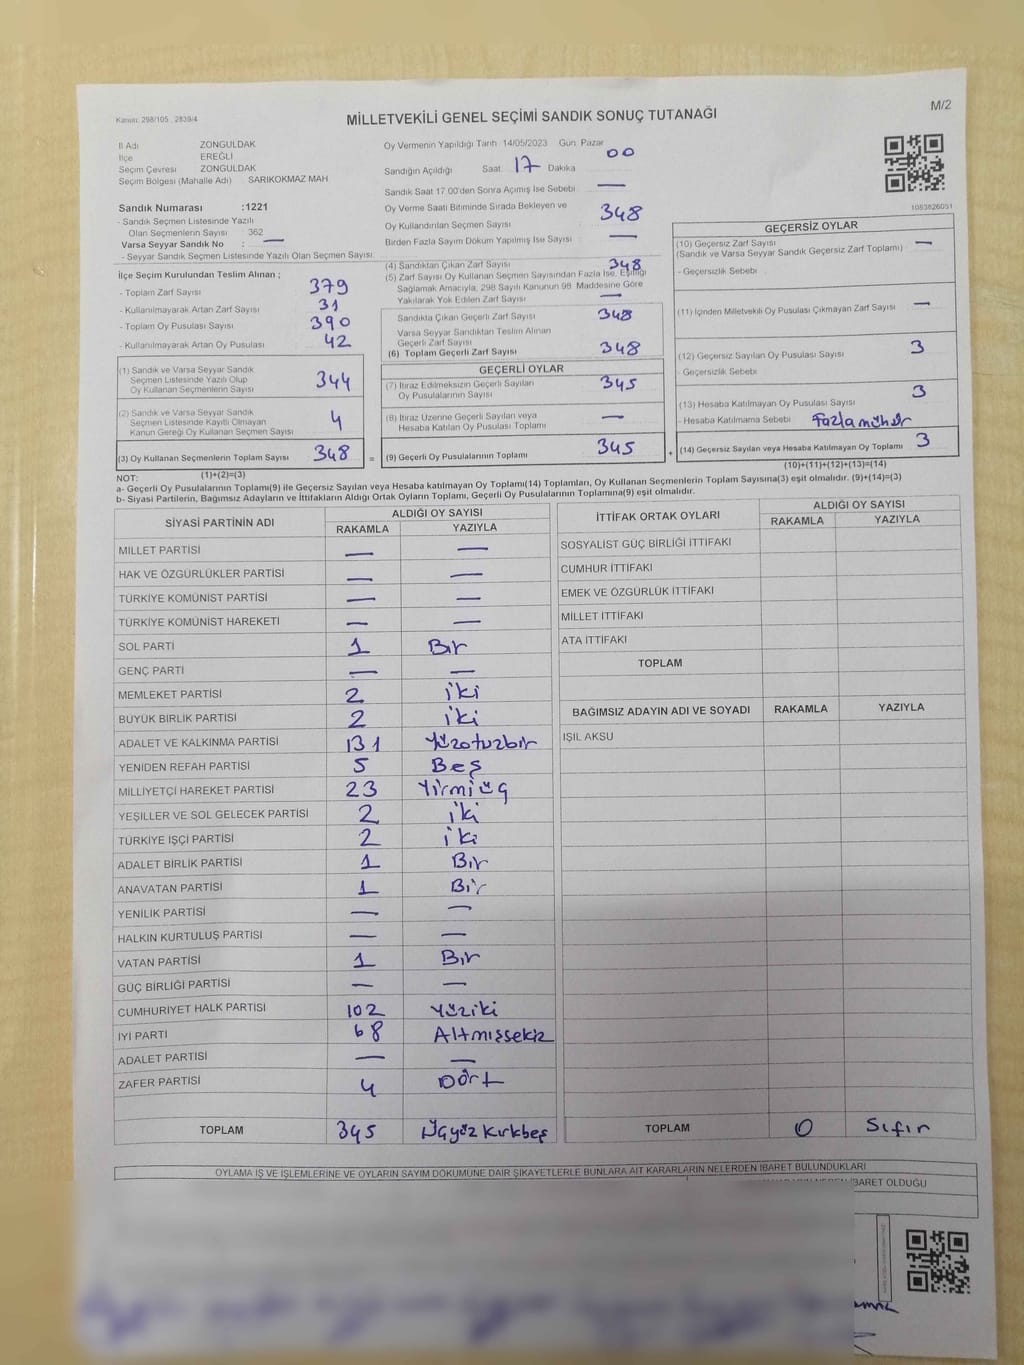 Kanun: 298/105 , 2839/4
MİLLETVEKİLİ GENEL SEÇİMİ SANDIK SONUÇ TUTANAĞI
M/2
İl Adı ZONGULDAK
İlçe EREĞLİ
Seçim Çevresi ZONGULDAK
Seçim Bölgesi (Mahalle Adı) SARIKOKMAZ MAH
Sandık Numarası :1221
- Sandık Seçmen Listesinde Yazılı
Olan Seçmenlerin Sayısı : 362
Varsa Seyyar Sandık No : —
- Seyyar Sandık Seçmen Listesinde Yazılı Olan Seçmen Sayısı
İlçe Seçim Kurulundan Teslim Alınan ;
- Toplam Zarf Sayısı 379
- Kullanılmayarak Artan Zarf Sayısı 31
- Toplam Oy Pusulası Sayısı 390
- Kullanılmayarak Artan Oy Pusulası 42
(1) Sandık ve Varsa Seyyar Sandık
Seçmen Listesinde Yazılı Olup
Oy Kullanan Seçmenlerin Sayısı 344
(2) Sandık ve Varsa Seyyar Sandık
Seçmen Listesinde Kayıtlı Olmayan
Kanun Gereği Oy Kullanan Seçmen Sayısı 4
(3) Oy Kullanan Seçmenlerin Toplam Sayısı 348 =
Oy Vermenin Yapıldığı Tarih 14/05/2023 Gün Pazar
Sandığın Açıldığı Saat 17 Dakika 00
Sandık Saat 17 00'den Sonra Açımış İse Sebebi —
Oy Verme Saati Bitiminde Sırada Bekleyen ve
Oy Kullandırılan Seçmen Sayısı 348
Birden Fazla Sayım Döküm Yapılmış İse Sayısı —
(4) Sandıktan Çıkan Zarf Sayısı 348
(5) Zarf Sayısı Oy Kullanan Seçmen Sayısından Fazla İse, Eşitliği
Sağlamak Amacıyla, 298 Sayılı Kanunun 98. Maddesine Göre
Yakılarak Yok Edilen Zarf Sayısı —
Sandıkta Çıkan Geçerli Zarf Sayısı 348
Varsa Seyyar Sandıktan Teslim Alınan
Geçerli Zarf Sayısı
(6) Toplam Geçerli Zarf Sayısı 348
GEÇERLİ OYLAR
(7) İtiraz Edilmeksizin Geçerli Sayılan
Oy Pusulalarının Sayısı 345
(8) İtiraz Üzerine Geçerli Sayılan veya
Hesaba Katılan Oy Pusulası Toplamı —
(9) Geçerli Oy Pusulalarının Toplamı 345 +
1083826051
GEÇERSİZ OYLAR
(10) Geçersiz Zarf Sayısı —
(Sandık ve Varsa Seyyar Sandık Geçersiz Zarf Toplamı)
- Geçersizlik Sebebi
(11) İçinden Milletvekili Oy Pusulası Çıkmayan Zarf Sayısı —
(12) Geçersiz Sayılan Oy Pusulası Sayısı 3
- Geçersizlik Sebebi
(13) Hesaba Katılmayan Oy Pusulası Sayısı 3
- Hesaba Katılmama Sebebi Fazlamühür
(14) Geçersiz Sayılan veya Hesaba Katılmayan Oy Toplamı 3
NOT: (1)+(2)=(3)
(10)+(11)+(12)+(13)=(14)
a- Geçerli Oy Pusulalarının Toplamı(9) ile Geçersiz Sayılan veya Hesaba katılmayan Oy Toplamı(14) Toplamları, Oy Kullanan Seçmenlerin Toplam Sayısına(3) eşit olmalıdır. (9)+(14)=(3)
b- Siyasi Partilerin, Bağımsız Adayların ve İttifakların Aldığı Ortak Oyların Toplamı, Geçerli Oy Pusulalarının Toplamına(9) eşit olmalıdır.
SİYASİ PARTİNİN ADI
ALDIĞI OY SAYISI
RAKAMLA YAZIYLA
MİLLET PARTİSİ — —
HAK VE ÖZGÜRLÜKLER PARTİSİ — —
TÜRKİYE KOMÜNİST PARTİSİ — —
TÜRKİYE KOMÜNİST HAREKETİ — —
SOL PARTİ 1 Bir
GENÇ PARTİ — —
MEMLEKET PARTİSİ 2 iki
BÜYÜK BİRLİK PARTİSİ 2 iki
ADALET VE KALKINMA PARTİSİ 131 Yüzotuzbir
YENİDEN REFAH PARTİSİ 5 Beş
MİLLİYETÇİ HAREKET PARTİSİ 23 Yirmiüç
YEŞİLLER VE SOL GELECEK PARTİSİ 2 iki
TÜRKİYE İŞÇİ PARTİSİ 2 iki
ADALET BİRLİK PARTİSİ 1 Bir
ANAVATAN PARTİSİ 1 Bir
YENİLİK PARTİSİ — —
HALKIN KURTULUŞ PARTİSİ — —
VATAN PARTİSİ 1 Bir
GÜÇ BİRLİĞİ PARTİSİ — —
CUMHURİYET HALK PARTİSİ 102 Yüziki
İYİ PARTİ 68 Altmışsekiz
ADALET PARTİSİ — —
ZAFER PARTİSİ 4 Dört
TOPLAM 345 Üçyüzkırkbeş
İTTİFAK ORTAK OYLARI
ALDIĞI OY SAYISI
RAKAMLA YAZIYLA
SOSYALİST GÜÇ BİRLİĞİ İTTİFAKI
CUMHUR İTTİFAKI
EMEK VE ÖZGÜRLÜK İTTİFAKI
MİLLET İTTİFAKI
ATA İTTİFAKI
TOPLAM
BAĞIMSIZ ADAYIN ADI VE SOYADI RAKAMLA YAZIYLA
IŞIL AKSU
TOPLAM 0 Sıfır
OYLAMA İŞ VE İŞLEMLERİNE VE OYLARIN SAYIM DÖKÜMÜNE DAİR ŞİKAYETLERLE BUNLARA AİT KARARLARIN NELERDEN İBARET BULUNDUKLARI
İBARET OLDUĞU